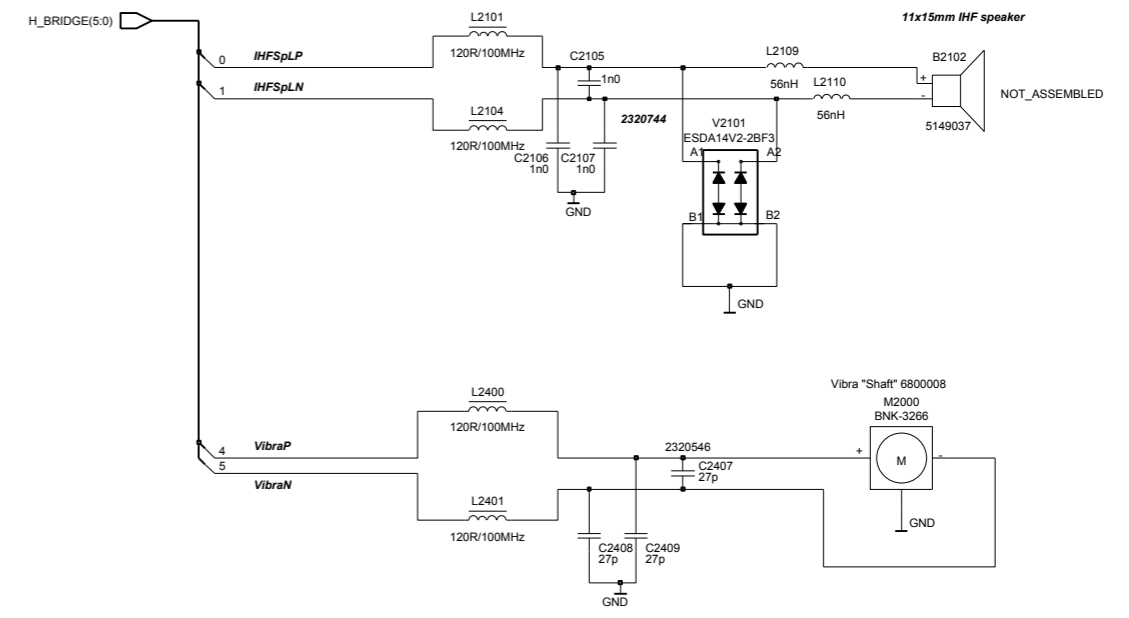 H_BRIDGE(5:0)
L2101
11x15mm IHF speaker
0
IHFSpLP
120R/100MHz
C2105
1n0
L2109
56nH
B2102
+
-
NOT_ASSEMBLED
5149037
1
IHFSpLN
L2104
120R/100MHz
2320744
L2110
56nH
V2101
ESDA14V2-2BF3
A1
A2
C2106
1n0
C2107
1n0
GND
B1
B2
GND
L2400
120R/100MHz
Vibra "Shaft" 6800008
M2000
BNK-3266
4
VibraP
5
VibraN
2320546
C2407
27p
+
-
M
L2401
120R/100MHz
GND
C2408
27p
C2409
27p
GND